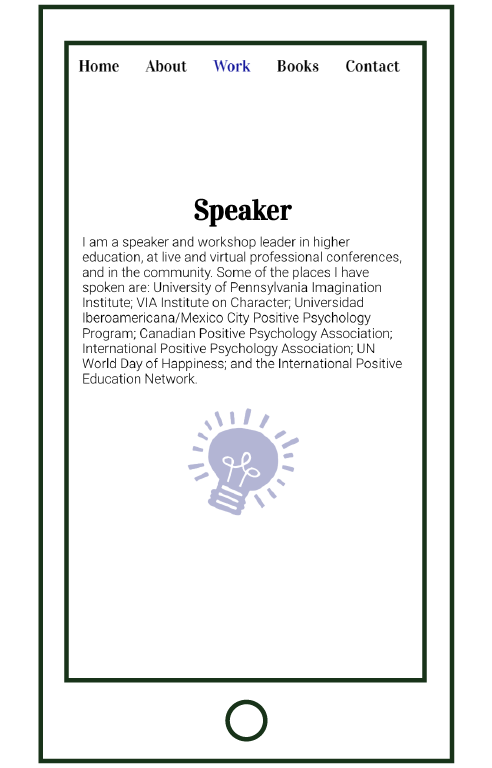 Home About Work Books Contact
Speaker
I am a speaker and workshop leader in higher
education, at live and virtual professional conferences,
and in the community. Some of the places I have
spoken are: University of Pennsylvania Imagination
Institute; VIA Institute on Character; Universidad
Iberoamericana/Mexico City Positive Psychology
Program; Canadian Positive Psychology Association;
International Positive Psychology Association; UN
World Day of Happiness; and the International Positive
Education Network.